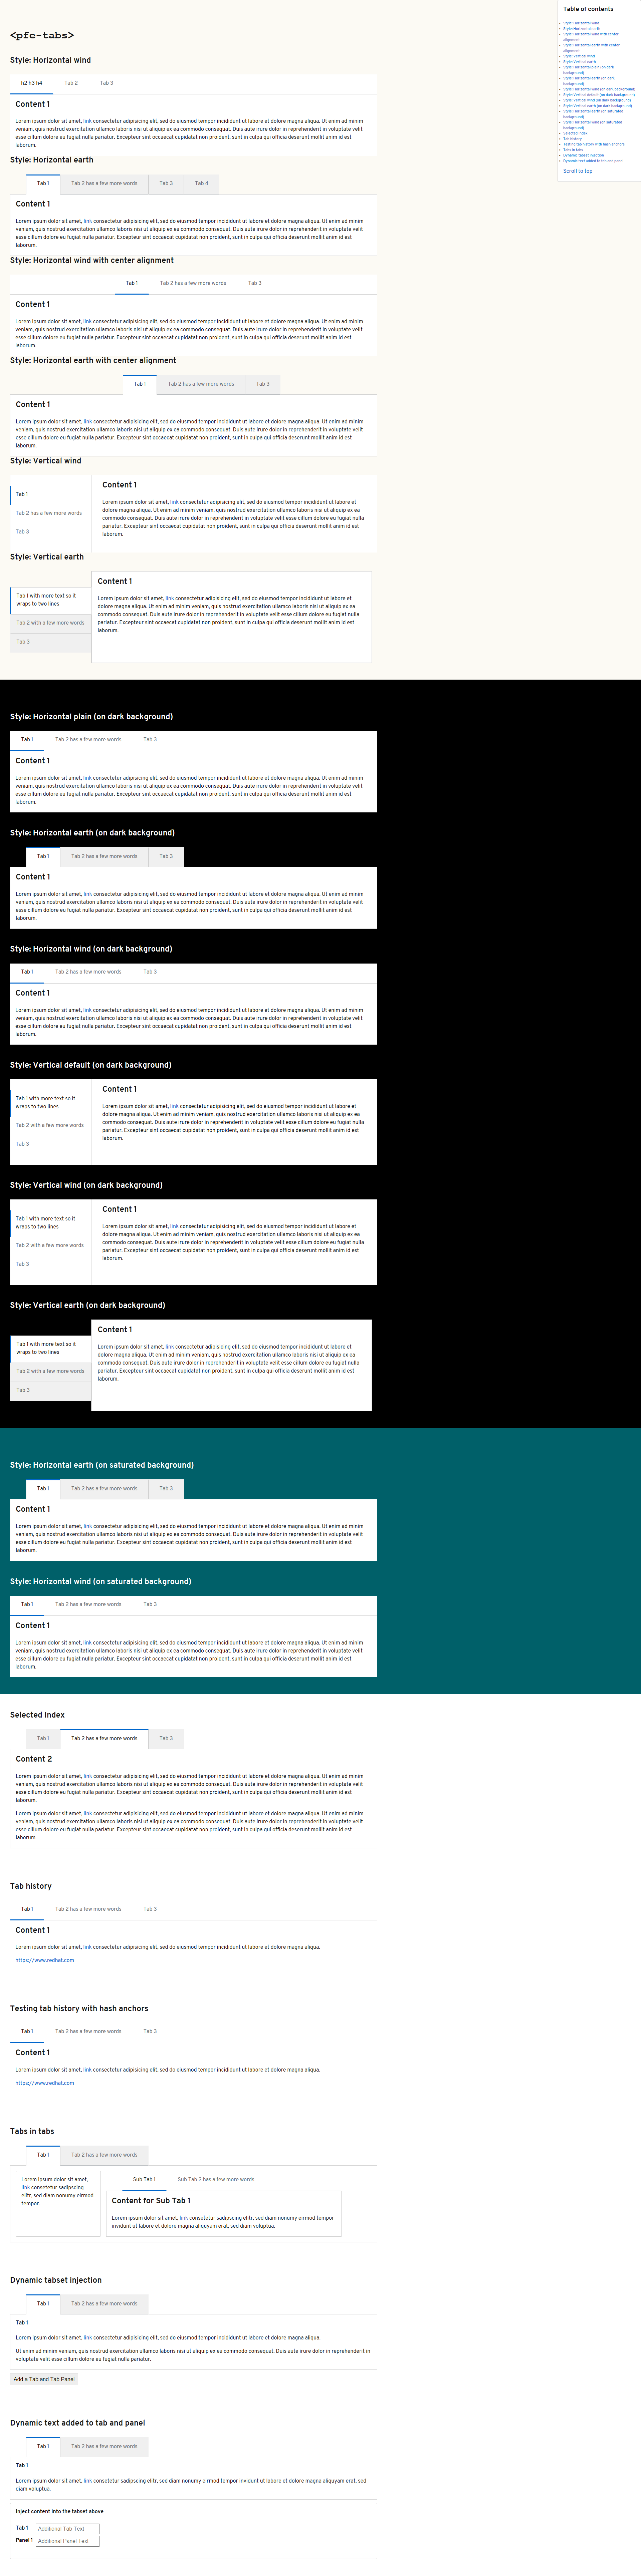 <pfe-tabs>
Style: Horizontal wind
h2 h3 h4 Tab 2 Tab 3
Content 1
Lorem ipsum dolor sit amet, link consectetur adipisicing elit, sed do eiusmod tempor incididunt ut labore et dolore magna aliqua. Ut enim ad minim
veniam, quis nostrud exercitation ullamco laboris nisi ut aliquip ex ea commodo consequat. Duis aute irure dolor in reprehenderit in voluptate velit
esse cillum dolore eu fugiat nulla pariatur. Excepteur sint occaecat cupidatat non proident, sunt in culpa qui officia deserunt mollit anim id est
laborum.
Style: Horizontal earth
Tab 1 Tab 2 has a few more words Tab 3 Tab 4
Content 1
Lorem ipsum dolor sit amet, link consectetur adipisicing elit, sed do eiusmod tempor incididunt ut labore et dolore magna aliqua. Ut enim ad minim
veniam, quis nostrud exercitation ullamco laboris nisi ut aliquip ex ea commodo consequat. Duis aute irure dolor in reprehenderit in voluptate velit
esse cillum dolore eu fugiat nulla pariatur. Excepteur sint occaecat cupidatat non proident, sunt in culpa qui officia deserunt mollit anim id est
laborum.
Style: Horizontal wind with center alignment
Tab 1 Tab 2 has a few more words Tab 3
Content 1
Lorem ipsum dolor sit amet, link consectetur adipisicing elit, sed do eiusmod tempor incididunt ut labore et dolore magna aliqua. Ut enim ad minim
veniam, quis nostrud exercitation ullamco laboris nisi ut aliquip ex ea commodo consequat. Duis aute irure dolor in reprehenderit in voluptate velit
esse cillum dolore eu fugiat nulla pariatur. Excepteur sint occaecat cupidatat non proident, sunt in culpa qui officia deserunt mollit anim id est
laborum.
Style: Horizontal earth with center alignment
Tab 1 Tab 2 has a few more words Tab 3
Content 1
Lorem ipsum dolor sit amet, link consectetur adipisicing elit, sed do eiusmod tempor incididunt ut labore et dolore magna aliqua. Ut enim ad minim
veniam, quis nostrud exercitation ullamco laboris nisi ut aliquip ex ea commodo consequat. Duis aute irure dolor in reprehenderit in voluptate velit
esse cillum dolore eu fugiat nulla pariatur. Excepteur sint occaecat cupidatat non proident, sunt in culpa qui officia deserunt mollit anim id est
laborum.
Style: Vertical wind
Tab 1
Tab 2 has a few more words
Tab 3
Content 1
Lorem ipsum dolor sit amet, link consectetur adipisicing elit, sed do eiusmod tempor incididunt ut labore et
dolore magna aliqua. Ut enim ad minim veniam, quis nostrud exercitation ullamco laboris nisi ut aliquip ex ea
commodo consequat. Duis aute irure dolor in reprehenderit in voluptate velit esse cillum dolore eu fugiat nulla
pariatur. Excepteur sint occaecat cupidatat non proident, sunt in culpa qui officia deserunt mollit anim id est
laborum.
Style: Vertical earth
Tab 1 with more text so it
wraps to two lines
Tab 2 with a few more words
Tab 3
Content 1
Lorem ipsum dolor sit amet, link consectetur adipisicing elit, sed do eiusmod tempor incididunt ut labore et
dolore magna aliqua. Ut enim ad minim veniam, quis nostrud exercitation ullamco laboris nisi ut aliquip ex ea
commodo consequat. Duis aute irure dolor in reprehenderit in voluptate velit esse cillum dolore eu fugiat nulla
pariatur. Excepteur sint occaecat cupidatat non proident, sunt in culpa qui officia deserunt mollit anim id est
laborum.
Style: Horizontal plain (on dark background)
Tab 1 Tab 2 has a few more words Tab 3
Content 1
Lorem ipsum dolor sit amet, link consectetur adipisicing elit, sed do eiusmod tempor incididunt ut labore et dolore magna aliqua. Ut enim ad minim
veniam, quis nostrud exercitation ullamco laboris nisi ut aliquip ex ea commodo consequat. Duis aute irure dolor in reprehenderit in voluptate velit
esse cillum dolore eu fugiat nulla pariatur. Excepteur sint occaecat cupidatat non proident, sunt in culpa qui officia deserunt mollit anim id est
laborum.
Style: Horizontal earth (on dark background)
Tab 1 Tab 2 has a few more words Tab 3
Content 1
Lorem ipsum dolor sit amet, link consectetur adipisicing elit, sed do eiusmod tempor incididunt ut labore et dolore magna aliqua. Ut enim ad minim
veniam, quis nostrud exercitation ullamco laboris nisi ut aliquip ex ea commodo consequat. Duis aute irure dolor in reprehenderit in voluptate velit
esse cillum dolore eu fugiat nulla pariatur. Excepteur sint occaecat cupidatat non proident, sunt in culpa qui officia deserunt mollit anim id est
laborum.
Style: Horizontal wind (on dark background)
Tab 1 Tab 2 has a few more words Tab 3
Content 1
Lorem ipsum dolor sit amet, link consectetur adipisicing elit, sed do eiusmod tempor incididunt ut labore et dolore magna aliqua. Ut enim ad minim
veniam, quis nostrud exercitation ullamco laboris nisi ut aliquip ex ea commodo consequat. Duis aute irure dolor in reprehenderit in voluptate velit
esse cillum dolore eu fugiat nulla pariatur. Excepteur sint occaecat cupidatat non proident, sunt in culpa qui officia deserunt mollit anim id est
laborum.
Style: Vertical default (on dark background)
Tab 1 with more text so it
wraps to two lines
Tab 2 with a few more words
Tab 3
Content 1
Lorem ipsum dolor sit amet, link consectetur adipisicing elit, sed do eiusmod tempor incididunt ut labore et
dolore magna aliqua. Ut enim ad minim veniam, quis nostrud exercitation ullamco laboris nisi ut aliquip ex ea
commodo consequat. Duis aute irure dolor in reprehenderit in voluptate velit esse cillum dolore eu fugiat nulla
pariatur. Excepteur sint occaecat cupidatat non proident, sunt in culpa qui officia deserunt mollit anim id est
laborum.
Style: Vertical wind (on dark background)
Tab 1 with more text so it
wraps to two lines
Tab 2 with a few more words
Tab 3
Content 1
Lorem ipsum dolor sit amet, link consectetur adipisicing elit, sed do eiusmod tempor incididunt ut labore et
dolore magna aliqua. Ut enim ad minim veniam, quis nostrud exercitation ullamco laboris nisi ut aliquip ex ea
commodo consequat. Duis aute irure dolor in reprehenderit in voluptate velit esse cillum dolore eu fugiat nulla
pariatur. Excepteur sint occaecat cupidatat non proident, sunt in culpa qui officia deserunt mollit anim id est
laborum.
Style: Vertical earth (on dark background)
Tab 1 with more text so it
wraps to two lines
Tab 2 with a few more words
Tab 3
Content 1
Lorem ipsum dolor sit amet, link consectetur adipisicing elit, sed do eiusmod tempor incididunt ut labore et
dolore magna aliqua. Ut enim ad minim veniam, quis nostrud exercitation ullamco laboris nisi ut aliquip ex ea
commodo consequat. Duis aute irure dolor in reprehenderit in voluptate velit esse cillum dolore eu fugiat nulla
pariatur. Excepteur sint occaecat cupidatat non proident, sunt in culpa qui officia deserunt mollit anim id est
laborum.
Style: Horizontal earth (on saturated background)
Tab 1 Tab 2 has a few more words Tab 3
Content 1
Lorem ipsum dolor sit amet, link consectetur adipisicing elit, sed do eiusmod tempor incididunt ut labore et dolore magna aliqua. Ut enim ad minim
veniam, quis nostrud exercitation ullamco laboris nisi ut aliquip ex ea commodo consequat. Duis aute irure dolor in reprehenderit in voluptate velit
esse cillum dolore eu fugiat nulla pariatur. Excepteur sint occaecat cupidatat non proident, sunt in culpa qui officia deserunt mollit anim id est
laborum.
Style: Horizontal wind (on saturated background)
Tab 1 Tab 2 has a few more words Tab 3
Content 1
Lorem ipsum dolor sit amet, link consectetur adipisicing elit, sed do eiusmod tempor incididunt ut labore et dolore magna aliqua. Ut enim ad minim
veniam, quis nostrud exercitation ullamco laboris nisi ut aliquip ex ea commodo consequat. Duis aute irure dolor in reprehenderit in voluptate velit
esse cillum dolore eu fugiat nulla pariatur. Excepteur sint occaecat cupidatat non proident, sunt in culpa qui officia deserunt mollit anim id est
laborum.
Selected Index
Tab 1 Tab 2 has a few more words Tab 3
Content 2
Lorem ipsum dolor sit amet, link consectetur adipisicing elit, sed do eiusmod tempor incididunt ut labore et dolore magna aliqua. Ut enim ad minim
veniam, quis nostrud exercitation ullamco laboris nisi ut aliquip ex ea commodo consequat. Duis aute irure dolor in reprehenderit in voluptate velit
esse cillum dolore eu fugiat nulla pariatur. Excepteur sint occaecat cupidatat non proident, sunt in culpa qui officia deserunt mollit anim id est
laborum.
Lorem ipsum dolor sit amet, link consectetur adipisicing elit, sed do eiusmod tempor incididunt ut labore et dolore magna aliqua. Ut enim ad minim
veniam, quis nostrud exercitation ullamco laboris nisi ut aliquip ex ea commodo consequat. Duis aute irure dolor in reprehenderit in voluptate velit
esse cillum dolore eu fugiat nulla pariatur. Excepteur sint occaecat cupidatat non proident, sunt in culpa qui officia deserunt mollit anim id est
laborum.
Tab history
Tab 1 Tab 2 has a few more words Tab 3
Content 1
Lorem ipsum dolor sit amet, link consectetur adipisicing elit, sed do eiusmod tempor incididunt ut labore et dolore magna aliqua.
https://www.redhat.com
Testing tab history with hash anchors
Tab 1 Tab 2 has a few more words Tab 3
Content 1
Lorem ipsum dolor sit amet, link consectetur adipisicing elit, sed do eiusmod tempor incididunt ut labore et dolore magna aliqua.
https://www.redhat.com
Tabs in tabs
Tab 1 Tab 2 has a few more words
Lorem ipsum dolor sit amet,
link consetetur sadipscing
elitr, sed diam nonumy eirmod
tempor.
Sub Tab 1 Sub Tab 2 has a few more words
Content for Sub Tab 1
Lorem ipsum dolor sit amet, link consetetur sadipscing elitr, sed diam nonumy eirmod tempor
invidunt ut labore et dolore magna aliquyam erat, sed diam voluptua.
Dynamic tabset injection
Tab 1 Tab 2 has a few more words
Tab 1
Lorem ipsum dolor sit amet, link consectetur adipisicing elit, sed do eiusmod tempor incididunt ut labore et dolore magna aliqua.
Ut enim ad minim veniam, quis nostrud exercitation ullamco laboris nisi ut aliquip ex ea commodo consequat. Duis aute irure dolor in reprehenderit in
voluptate velit esse cillum dolore eu fugiat nulla pariatur.
Add a Tab and Tab Panel
Dynamic text added to tab and panel
Tab 1 Tab 2 has a few more words
Tab 1
Lorem ipsum dolor sit amet, link consetetur sadipscing elitr, sed diam nonumy eirmod tempor invidunt ut labore et dolore magna aliquyam erat, sed
diam voluptua.
Inject content into the tabset above
Tab 1 Additional Tab Text
Panel 1 Additional Panel Text
Table of contents
Style: Horizontal wind
Style: Horizontal earth
Style: Horizontal wind with center
alignment
Style: Horizontal earth with center
alignment
Style: Vertical wind
Style: Vertical earth
Style: Horizontal plain (on dark
background)
Style: Horizontal earth (on dark
background)
Style: Horizontal wind (on dark background)
Style: Vertical default (on dark background)
Style: Vertical wind (on dark background)
Style: Vertical earth (on dark background)
Style: Horizontal earth (on saturated
background)
Style: Horizontal wind (on saturated
background)
Selected Index
Tab history
Testing tab history with hash anchors
Tabs in tabs
Dynamic tabset injection
Dynamic text added to tab and panel
Scroll to top